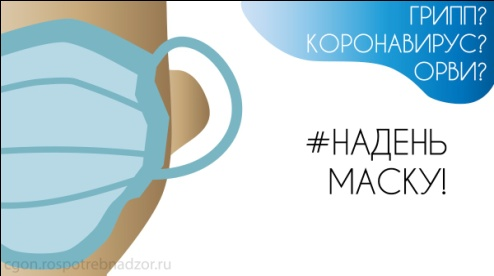 ГРИПП?
КОРОНАВИРУС?
ОРВИ?
#НАДЕНЬ
МАСКУ!
cgon.rospotrebnadzor.ru